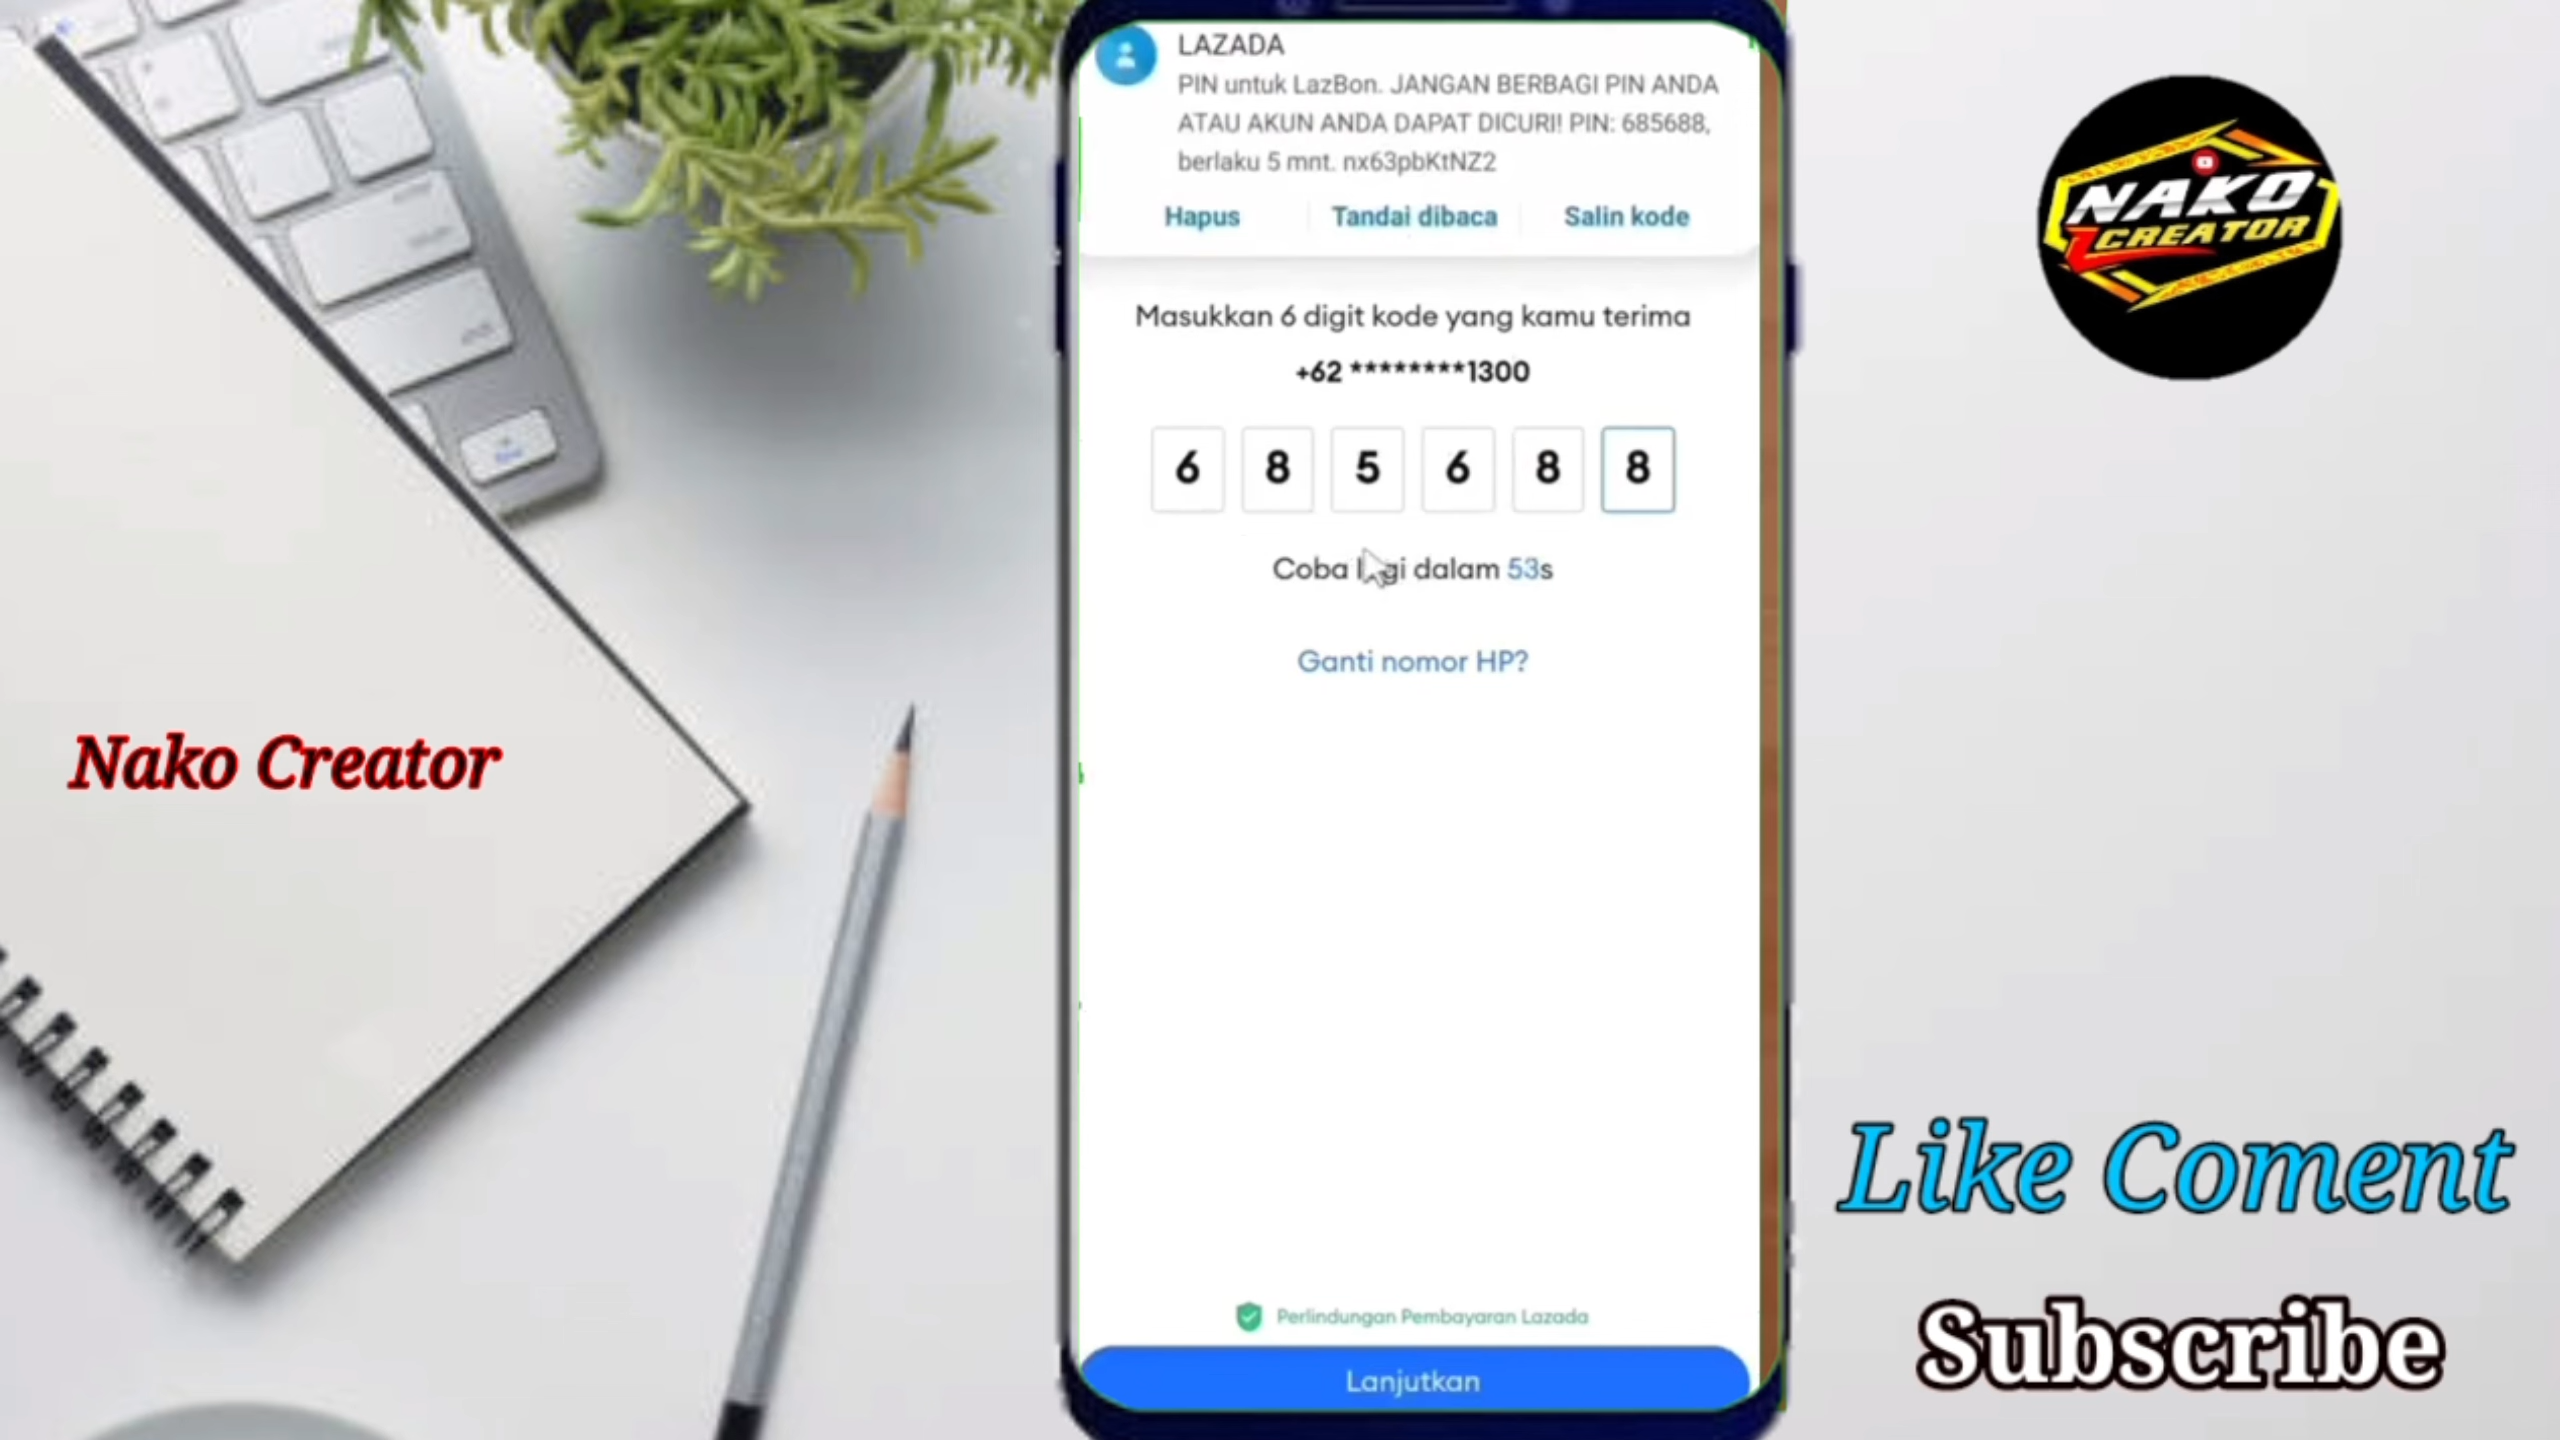 LAZADA
PIN untuk LazBon. JANGAN BERBAGI PIN ANDA
ATAU AKUN ANDA DAPAT DICURI! PIN: 685688,
berlaku 5 mnt. nx63pbKtNZ2
Hapus Tandai dibaca Salin kode
Masukkan 6 digit kode yang kamu terima
+62 ********1300
6 8 5 6 8 8
Coba lagi dalam 53s
Ganti nomor HP?
Perlindungan Pembayaran Lazada
Lanjutkan
Nako Creator
NAKO
CREATOR
Like Coment
Subscribe